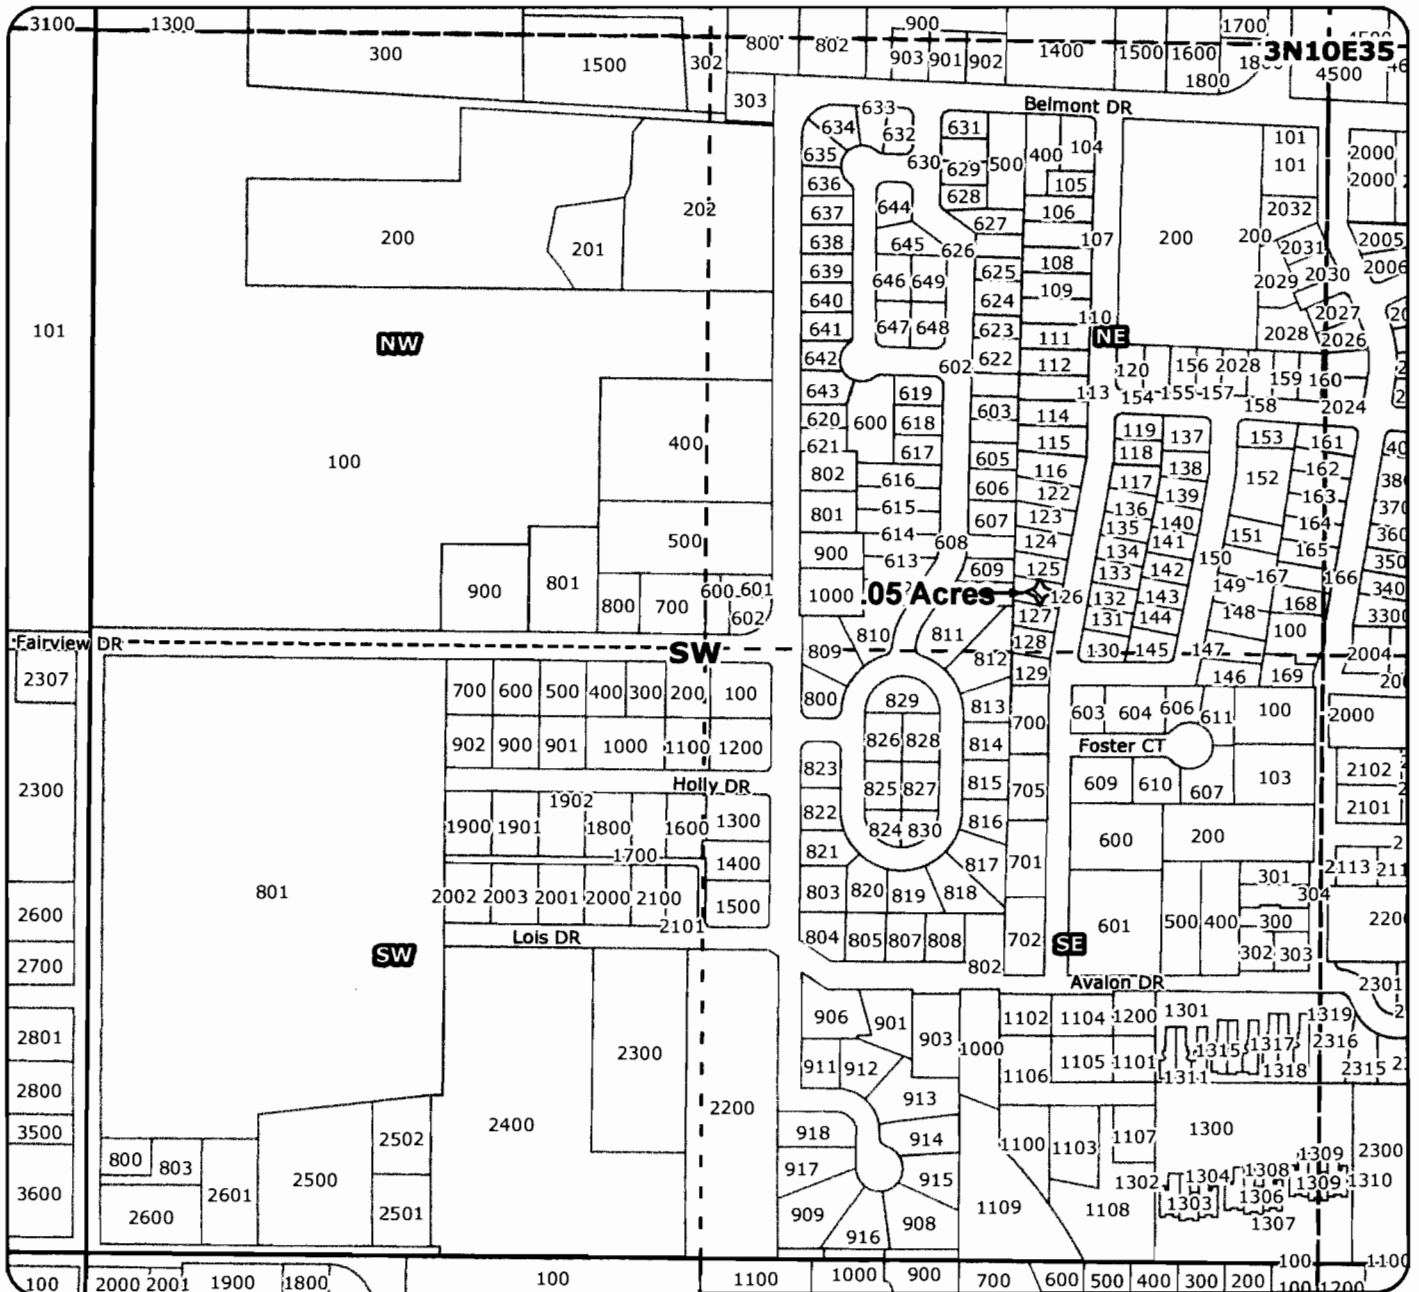 3100 1300 900 1700
300 1500 302 800 802 903 901 902 1400 1500 1600 1800 3N10E35
4500
303 Belmont DR
633 634 632 631 630 629 500 400 104 101 101 2000
635 636 628 105 2000
644 202 637 627 106 2032
200 201 638 645 626 107 200 200 2031 2005
639 646 649 625 108 2029 2030 2006
640 624 109 2027
101 NW 641 647 648 623 110 111 NE 2028 2026
642 602 622 112 120 156 2028 159 160
643 619 113 154 155 157 158 2024
620 600 618 603 114 119 137 153 161
400 621 617 115 118
100 802 616 605 116 138 152 162
615 606 122 117 139 163
801 614 607 123 136 140 164
500 900 613 608 124 135 141 151 165
609 125 134 142 150 167 166
900 801 800 700 600 601 602 1000 .05 Acres 126 133 132 143 149 148 168
127 131 144 100 3300
Fairview DR SW 810 811 128 130 145 147 2004
809 812 129 146 169
2307 700 600 500 400 300 200 100 800 829 813 700 603 604 606 611 100 2000
902 900 901 1000 1100 1200 826 828 814 Foster CT
2300 Holly DR 823 825 827 815 705 609 610 607 103 2102
1902 822 824 830 816 2101
1900 1901 1800 1600 1300 600 200
1700 1400 821 817 701 301 2113
801 2002 2003 2001 2000 2100 1500 803 820 819 818 304
2600 2101 500 400 300
Lois DR 804 805 807 808 702 601 302 303
2700 SW 802 SE
Avalon DR 2301
906 901 903 1102 1104 1200 1301 1319
2801 2300 1000 1105 1101 1315 1317 2316
911 912 1106 1311 1318 2315
2800 913
2400 2200
3500 2502 918 914 1100 1103 1107 1300
800 803 917 915 1302 1304 1308 1309 2300
3600 2601 2500 1303 1306 1309 1310
2600 2501 909 916 908 1109 1108 1307
100 1100
100 2000 2001 1900 1800 100 1100 1000 900 700 600 500 400 300 200 100 1200